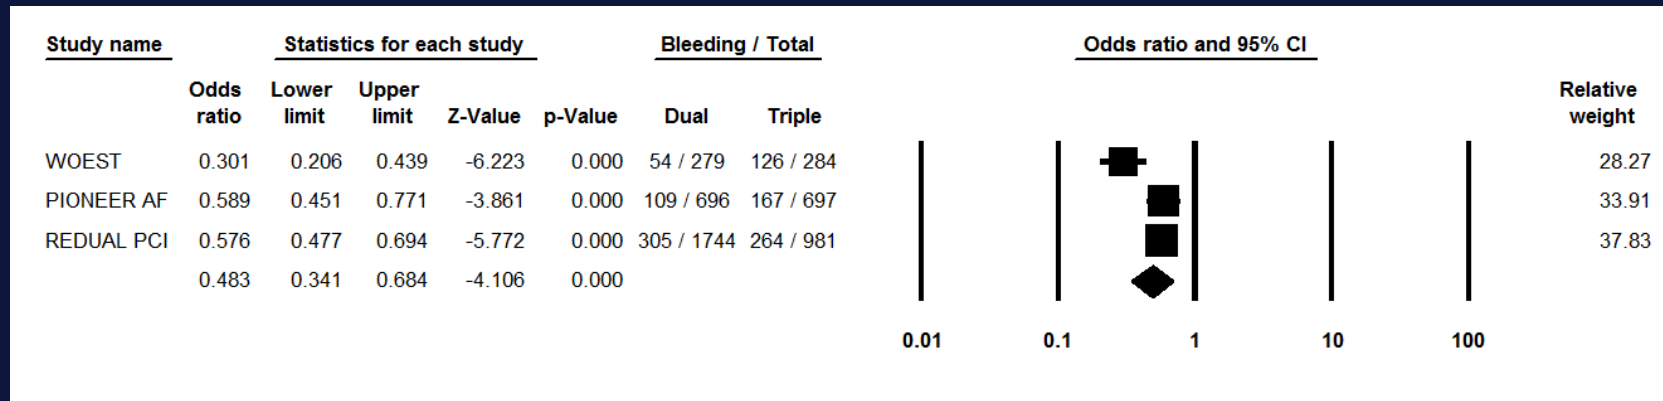 Study name Statistics for each study Bleeding / Total Odds ratio and 95% CI
Odds Lower Upper Relative
ratio limit limit Z-Value p-Value Dual Triple weight
WOEST 0.301 0.206 0.439 -6.223 0.000 54 / 279 126 / 284 28.27
PIONEER AF 0.589 0.451 0.771 -3.861 0.000 109 / 696 167 / 697 33.91
REDUAL PCI 0.576 0.477 0.694 -5.772 0.000 305 / 1744 264 / 981 37.83
0.483 0.341 0.684 -4.106 0.000
0.01 0.1 1 10 100